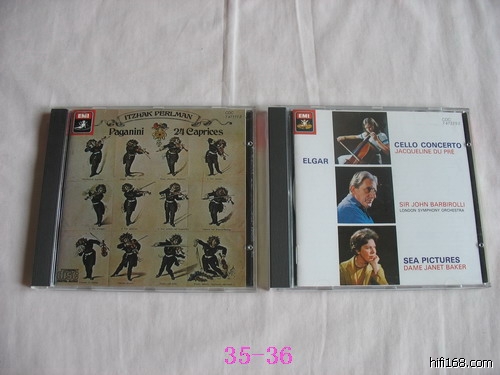 EMI
ITZHAK PERLMAN
Paganini 24 Caprices
EMI
ELGAR
CELLO CONCERTO
JACQUELINE DU PRÉ
SIR JOHN BARBIROLLI
LONDON SYMPHONY ORCHESTRA
SEA PICTURES
DAME JANET BAKER
35-36
hifi168.com